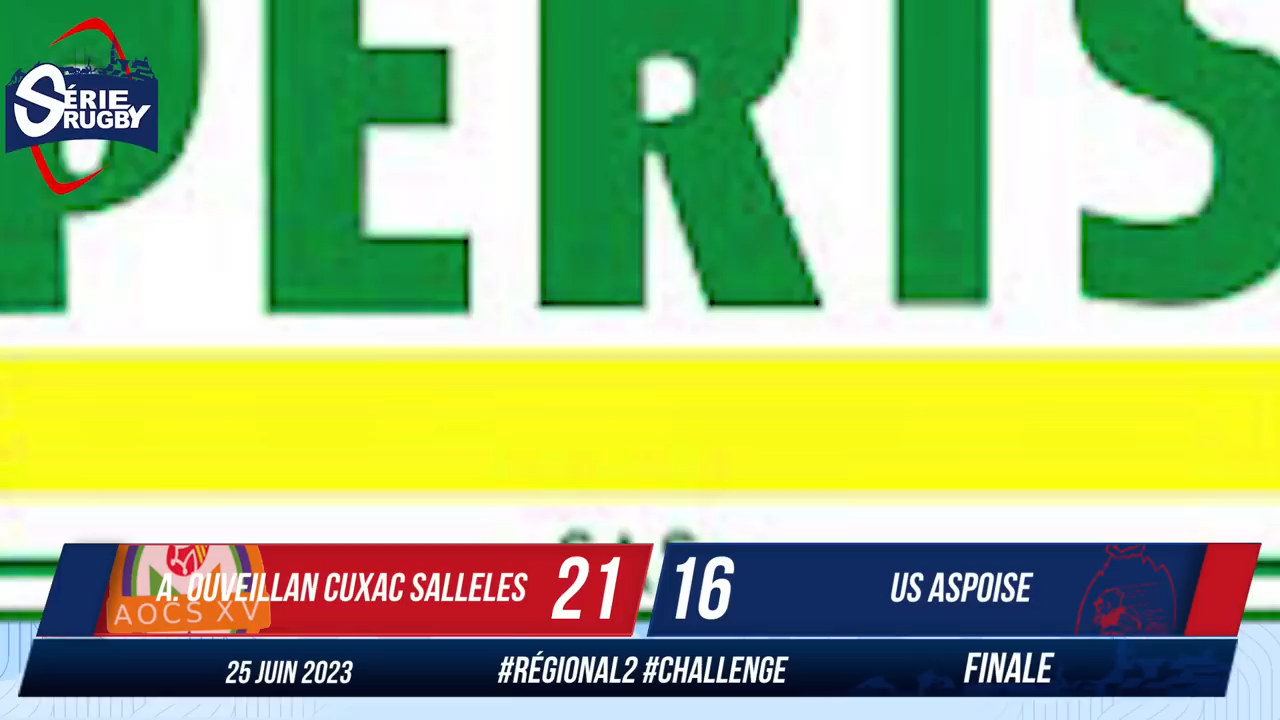 PERIS
SÉRIE
RUGBY
A. OUVEILLAN CUXAC SALLELES 21
16 US ASPOISE
AOCS XV
25 JUIN 2023 #RÉGIONAL2 #CHALLENGE FINALE